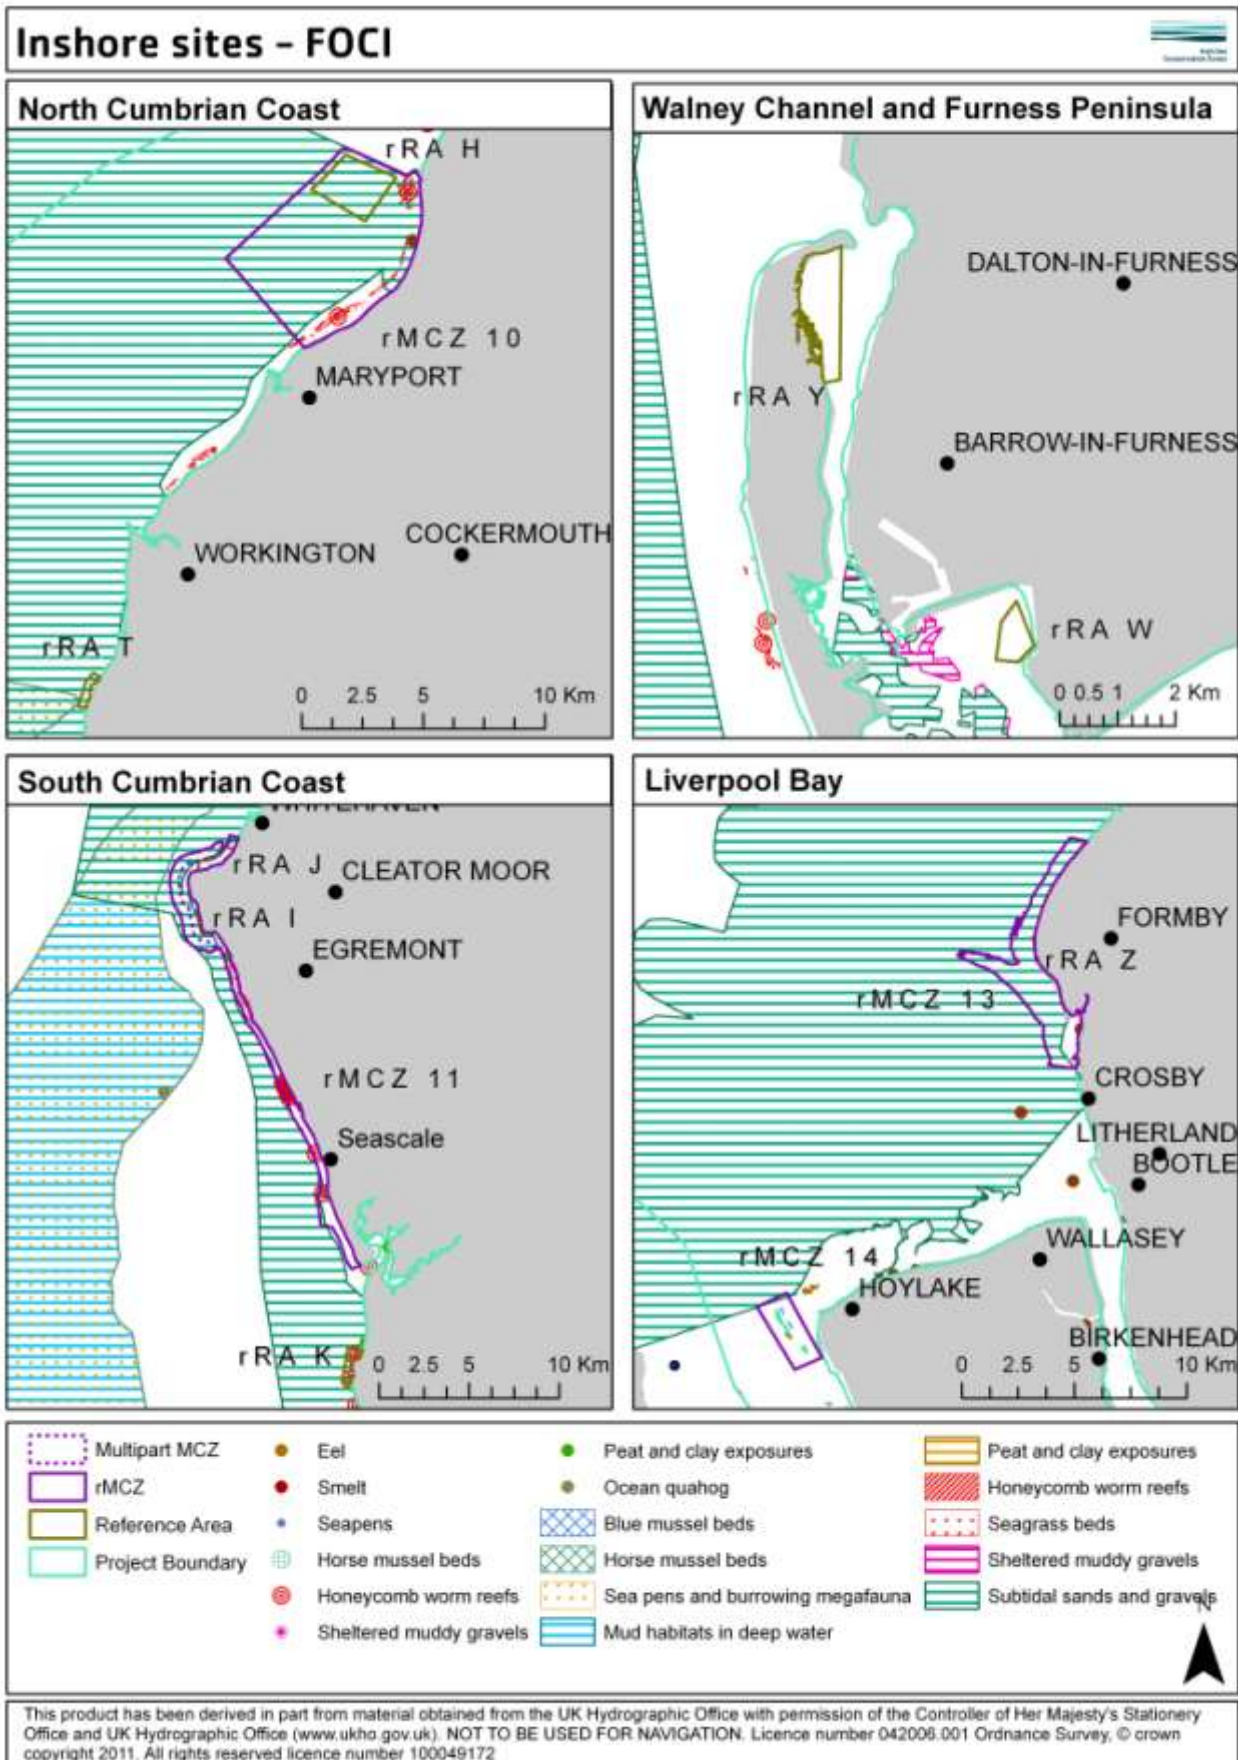 Inshore sites – FOCI
North Cumbrian Coast
rRA H
rMCZ 10
MARYPORT
COCKERMOUTH
WORKINGTON
rRA T
0 2.5 5 10 Km
Walney Channel and Furness Peninsula
DALTON-IN-FURNESS
rRA Y
BARROW-IN-FURNESS
rRA W
0 0.5 1 2 Km
South Cumbrian Coast
WHITEHAVEN
rRA J
CLEATOR MOOR
rRA I
EGREMONT
rMCZ 11
Seascale
rRA K
0 2.5 5 10 Km
Liverpool Bay
FORMBY
rRA Z
rMCZ 13
CROSBY
LITHERLAND
BOOTLE
WALLASEY
rMCZ 14
HOYLAKE
BIRKENHEAD
0 2.5 5 10 Km
Multipart MCZ
rMCZ
Reference Area
Project Boundary
Eel
Smelt
Seapens
Horse mussel beds
Honeycomb worm reefs
Sheltered muddy gravels
Peat and clay exposures
Ocean quahog
Blue mussel beds
Horse mussel beds
Sea pens and burrowing megafauna
Mud habitats in deep water
Peat and clay exposures
Honeycomb worm reefs
Seagrass beds
Sheltered muddy gravels
Subtidal sands and gravels
N
This product has been derived in part from material obtained from the UK Hydrographic Office with permission of the Controller of Her Majesty's Stationery
Office and UK Hydrographic Office (www.ukho.gov.uk). NOT TO BE USED FOR NAVIGATION. Licence number 042006.001 Ordnance Survey, © crown
copyright 2011. All rights reserved licence number 100049172